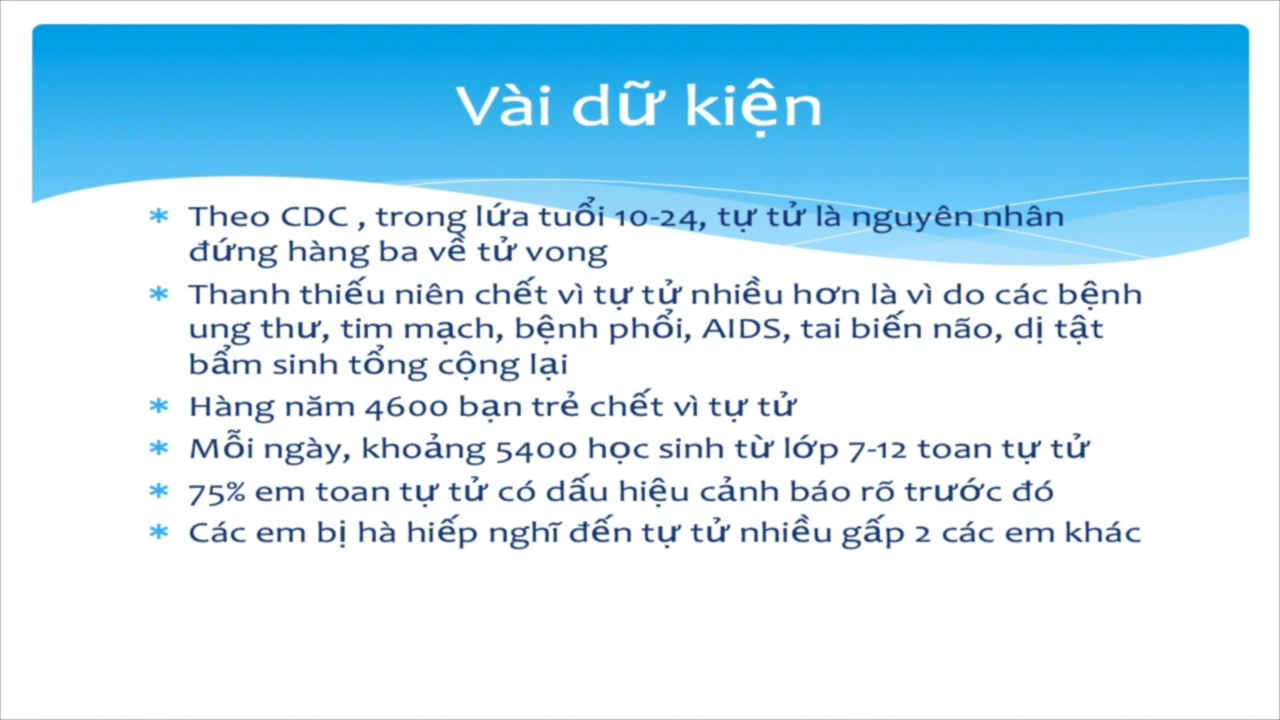 Vài dữ kiện
* Theo CDC , trong lứa tuổi 10-24, tự tử là nguyên nhân
đứng hàng ba về tử vong
* Thanh thiếu niên chết vì tự tử nhiều hơn là vì do các bệnh
ung thư, tim mạch, bệnh phổi, AIDS, tai biến não, dị tật
bẩm sinh tổng cộng lại
* Hàng năm 4600 bạn trẻ chết vì tự tử
* Mỗi ngày, khoảng 5400 học sinh từ lớp 7-12 toan tự tử
* 75% em toan tự tử có dấu hiệu cảnh báo rõ trước đó
* Các em bị hà hiếp nghĩ đến tự tử nhiều gấp 2 các em khác